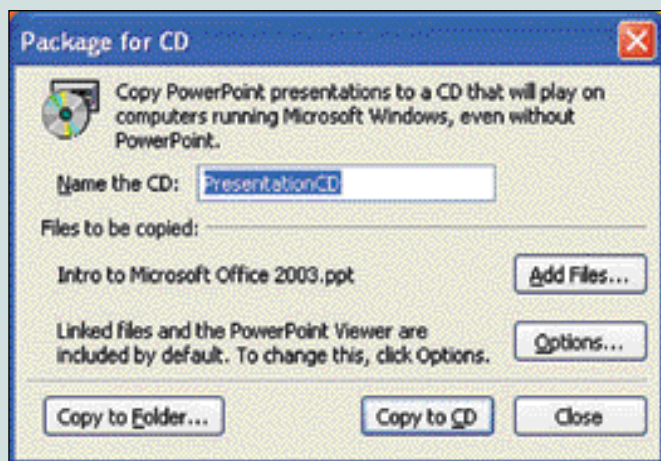 Package for CD
Copy PowerPoint presentations to a CD that will play on
computers running Microsoft Windows, even without
PowerPoint.
Name the CD: PresentationCD
Files to be copied:
Intro to Microsoft Office 2003.ppt
Add Files...
Linked files and the PowerPoint Viewer are
included by default. To change this, click Options.
Options...
Copy to Folder... Copy to CD Close